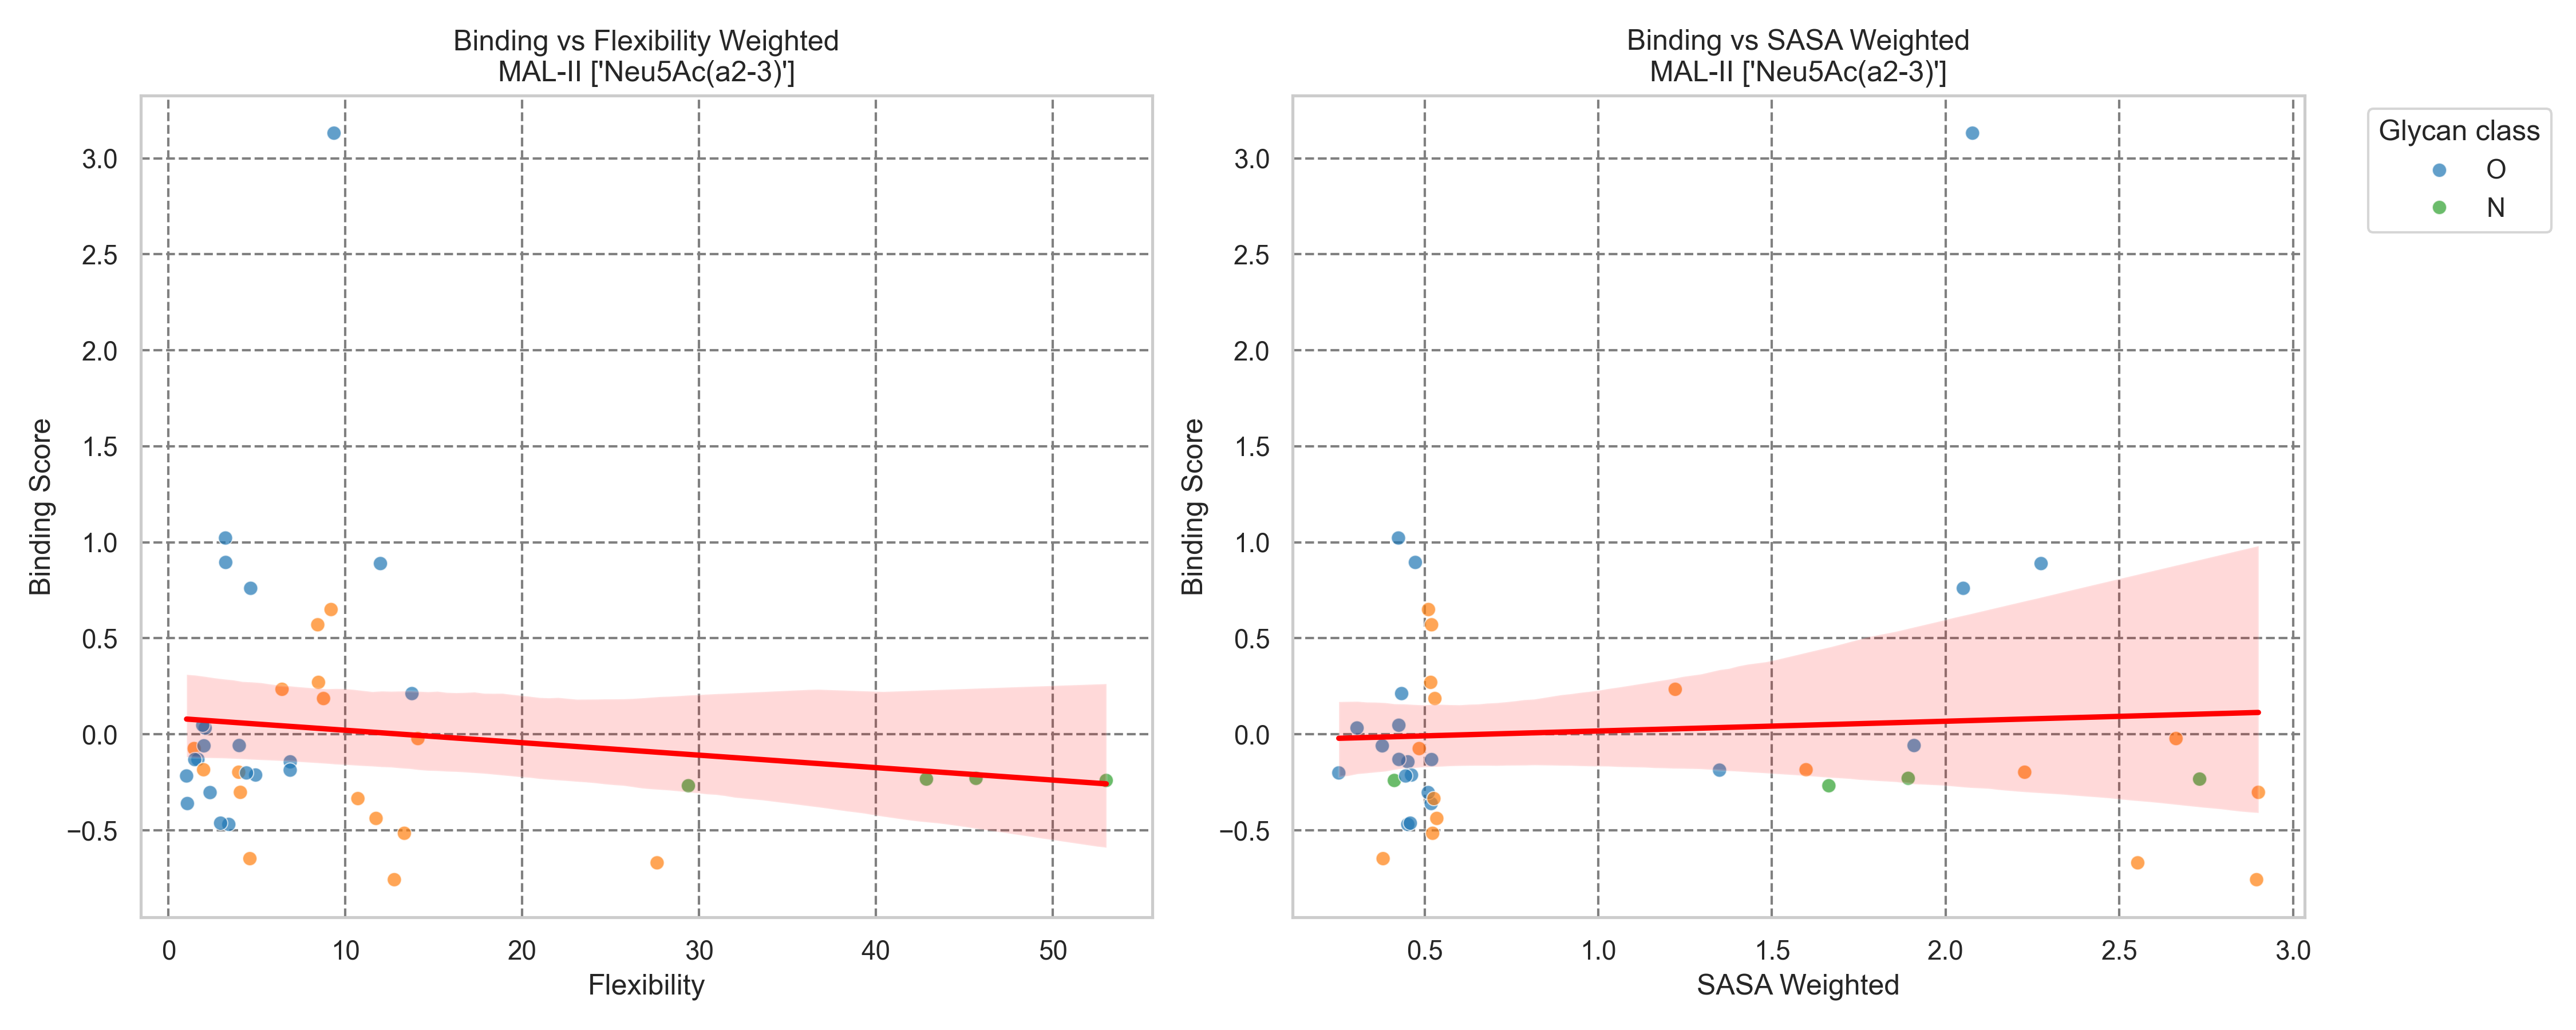 Binding vs Flexibility Weighted
MAL-II ['Neu5Ac(a2-3)']
Binding Score
3.0
2.5
2.0
1.5
1.0
0.5
0.0
−0.5
0 10 20 30 40 50
Flexibility
Binding vs SASA Weighted
MAL-II ['Neu5Ac(a2-3)']
Binding Score
3.0
2.5
2.0
1.5
1.0
0.5
0.0
−0.5
0.5 1.0 1.5 2.0 2.5 3.0
SASA Weighted
Glycan class
O
N